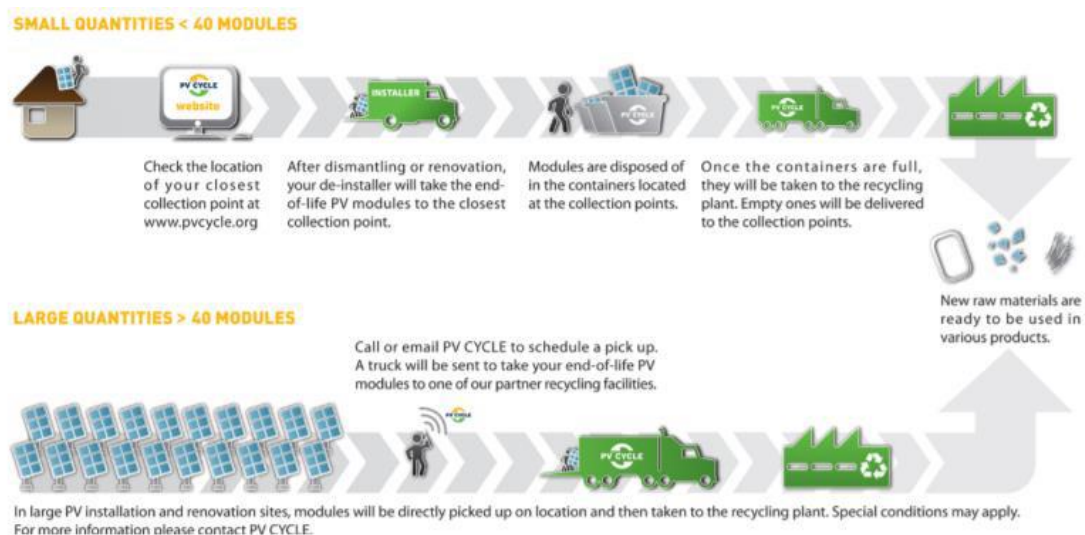 SMALL QUANTITIES < 40 MODULES
PV CYCLE
website
INSTALLER
PV CYCLE
PV CYCLE
Check the location
of your closest
collection point at
www.pvcycle.org
After dismantling or renovation,
your de-installer will take the end-
of-life PV modules to the closest
collection point.
Modules are disposed of
in the containers located
at the collection points.
Once the containers are full,
they will be taken to the recycling
plant. Empty ones will be delivered
to the collection points.
New raw materials are
ready to be used in
various products.
LARGE QUANTITIES > 40 MODULES
Call or email PV CYCLE to schedule a pick up.
A truck will be sent to take your end-of-life PV
modules to one of our partner recycling facilities.
PV CYCLE
PV CYCLE
In large PV installation and renovation sites, modules will be directly picked up on location and then taken to the recycling plant. Special conditions may apply.
For more information please contact PV CYCLE.